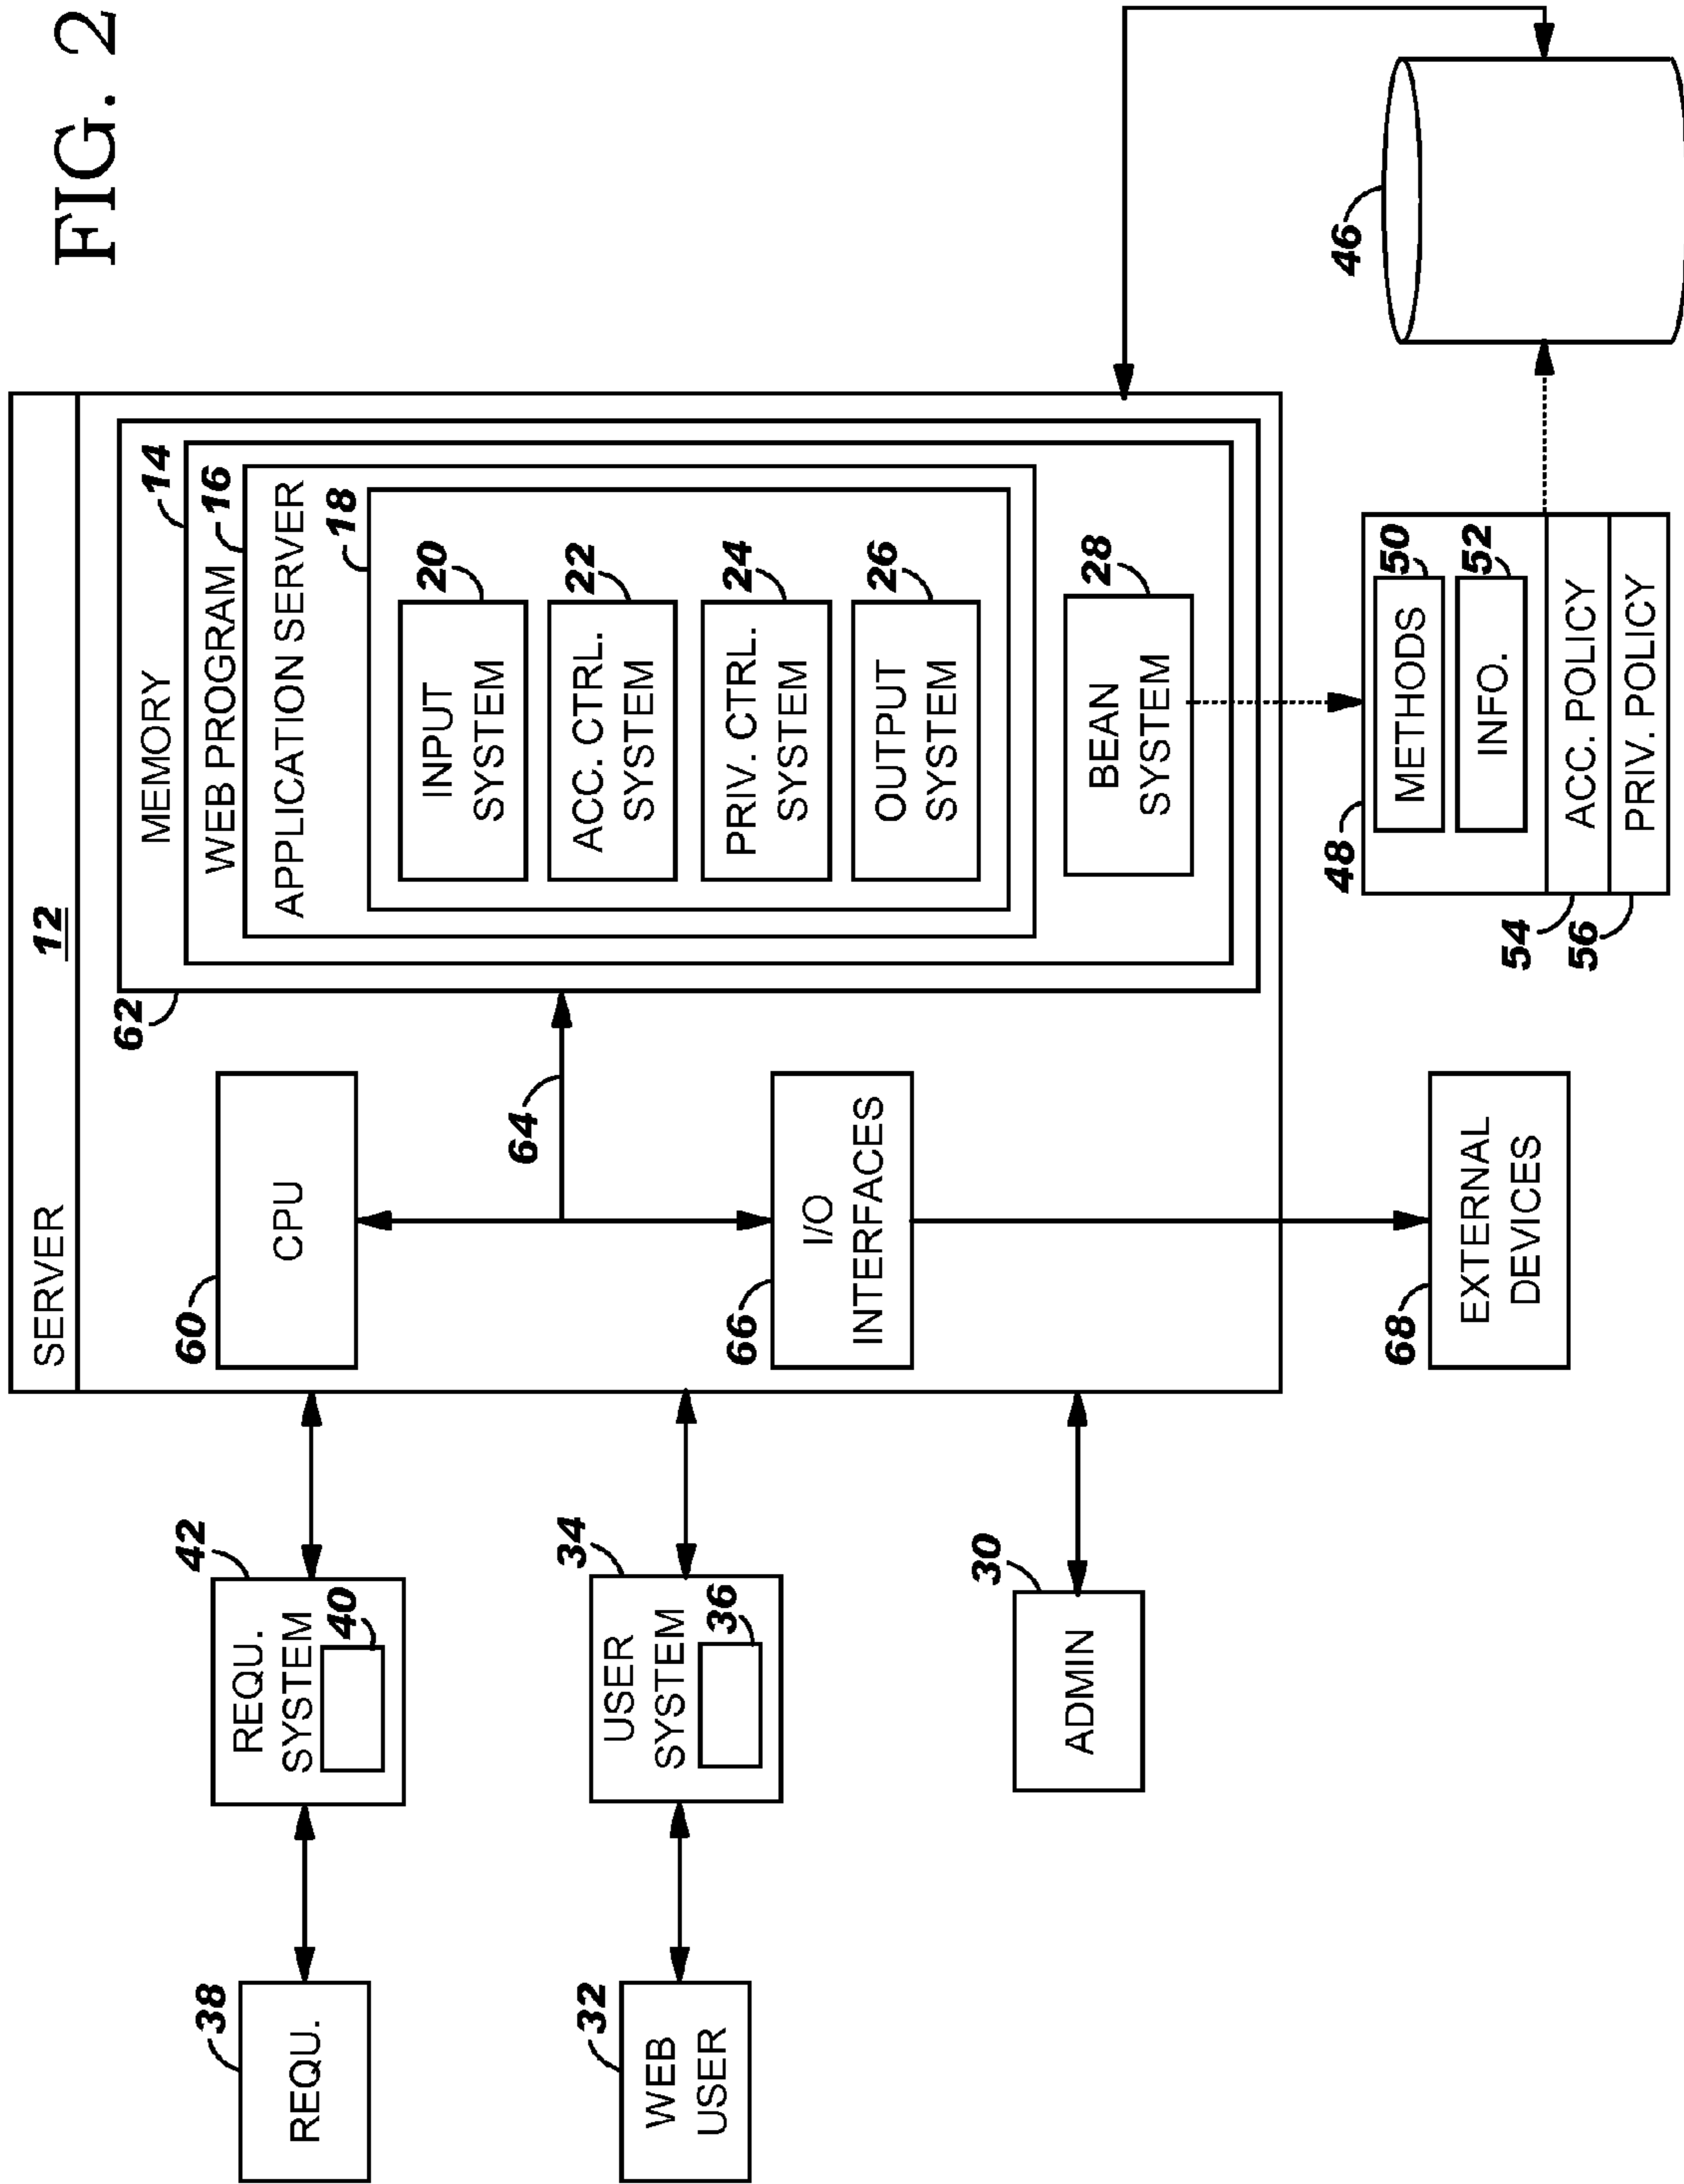 FIG. 2
SERVER
12
MEMORY
14
WEB PROGRAM
16
APPLICATION SERVER
18
INPUT
SYSTEM
20
ACC. CTRL.
SYSTEM
22
PRIV. CTRL.
SYSTEM
24
OUTPUT
SYSTEM
26
BEAN
SYSTEM
28
62
64
60
CPU
66
I/O
INTERFACES
68
EXTERNAL
DEVICES
42
REQU.
SYSTEM
40
34
USER
SYSTEM
36
30
ADMIN
38
REQU.
32
WEB
USER
48
METHODS
50
INFO.
52
ACC. POLICY
54
PRIV. POLICY
56
46